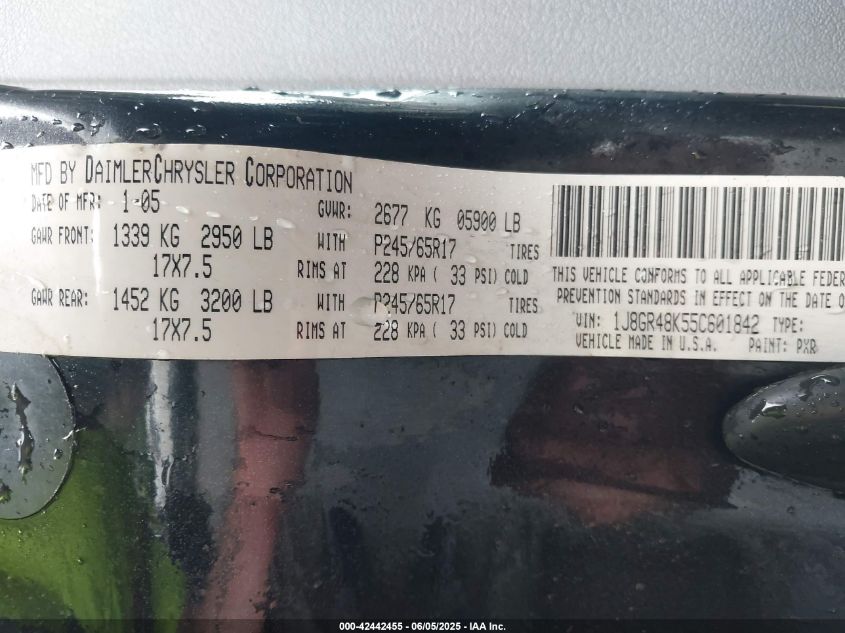 MFD BY DAIMLERCHRYSLER CORPORATION
DATE OF MFR: 1-05 GVWR: 2677 KG 05900 LB
GAWR FRONT: 1339 KG 2950 LB WITH P245/65R17 TIRES
17X7.5 RIMS AT 228 KPA ( 33 PSI) COLD
GAWR REAR: 1452 KG 3200 LB WITH P245/65R17 TIRES
17X7.5 RIMS AT 228 KPA ( 33 PSI) COLD
THIS VEHICLE CONFORMS TO ALL APPLICABLE FEDER
PREVENTION STANDARDS IN EFFECT ON THE DATE O
VIN: 1J8GR48K55C601842 TYPE:
VEHICLE MADE IN U.S.A. PAINT: PXR
000-42442455 - 06/05/2025 - IAA Inc.